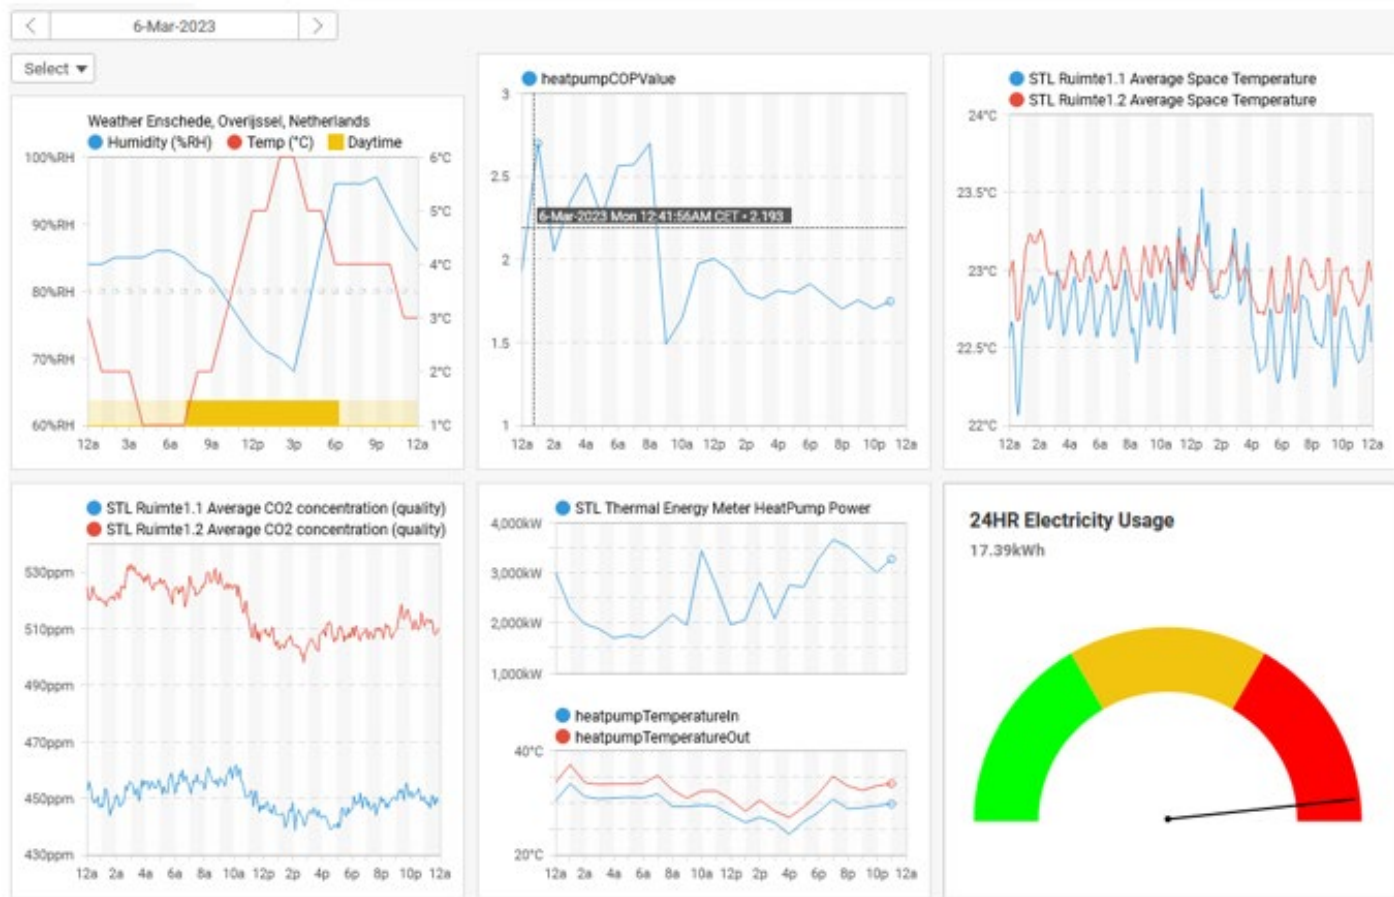 6-Mar-2023
Select
Weather Enschede, Overijssel, Netherlands
Humidity (%RH) Temp (°C) Daytime
100%RH 6°C
90%RH 5°C
4°C
80%RH
3°C
70%RH 2°C
60%RH 1°C
12a 3a 6a 9a 12p 3p 6p 9p 12a
heatpumpCOPValue
3
2.5
6-Mar-2023 Mon 12:41:56AM CET • 2.193
2
1.5
1
12a 2a 4a 6a 8a 10a 12p 2p 4p 6p 8p 10p 12a
STL Ruimte1.1 Average Space Temperature
STL Ruimte1.2 Average Space Temperature
24°C
23.5°C
23°C
22.5°C
22°C
12a 2a 4a 6a 8a 10a 12p 2p 4p 6p 8p 10p 12a
STL Ruimte1.1 Average CO2 concentration (quality)
STL Ruimte1.2 Average CO2 concentration (quality)
530ppm
510ppm
490ppm
470ppm
450ppm
430ppm
12a 2a 4a 6a 8a 10a 12p 2p 4p 6p 8p 10p 12a
STL Thermal Energy Meter HeatPump Power
4,000kW
3,000kW
2,000kW
1,000kW
heatpumpTemperatureIn
heatpumpTemperatureOut
40°C
20°C
12a 2a 4a 6a 8a 10a 12p 2p 4p 6p 8p 10p 12a
24HR Electricity Usage
17.39kWh